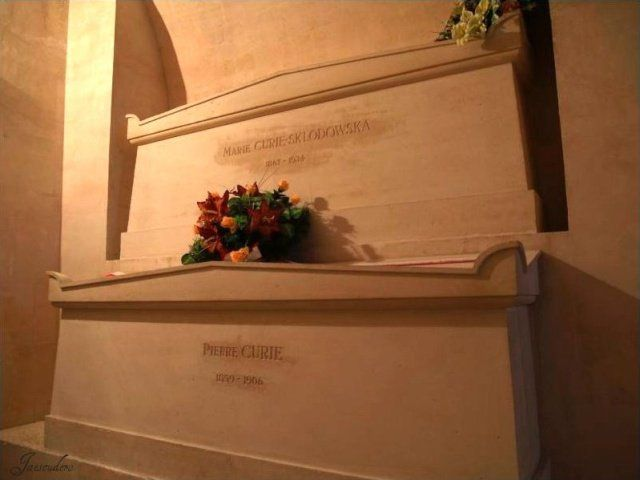 Marie CURIE-SKLODOWSKA
1867 - 1934
Pierre CURIE
1859 - 1906